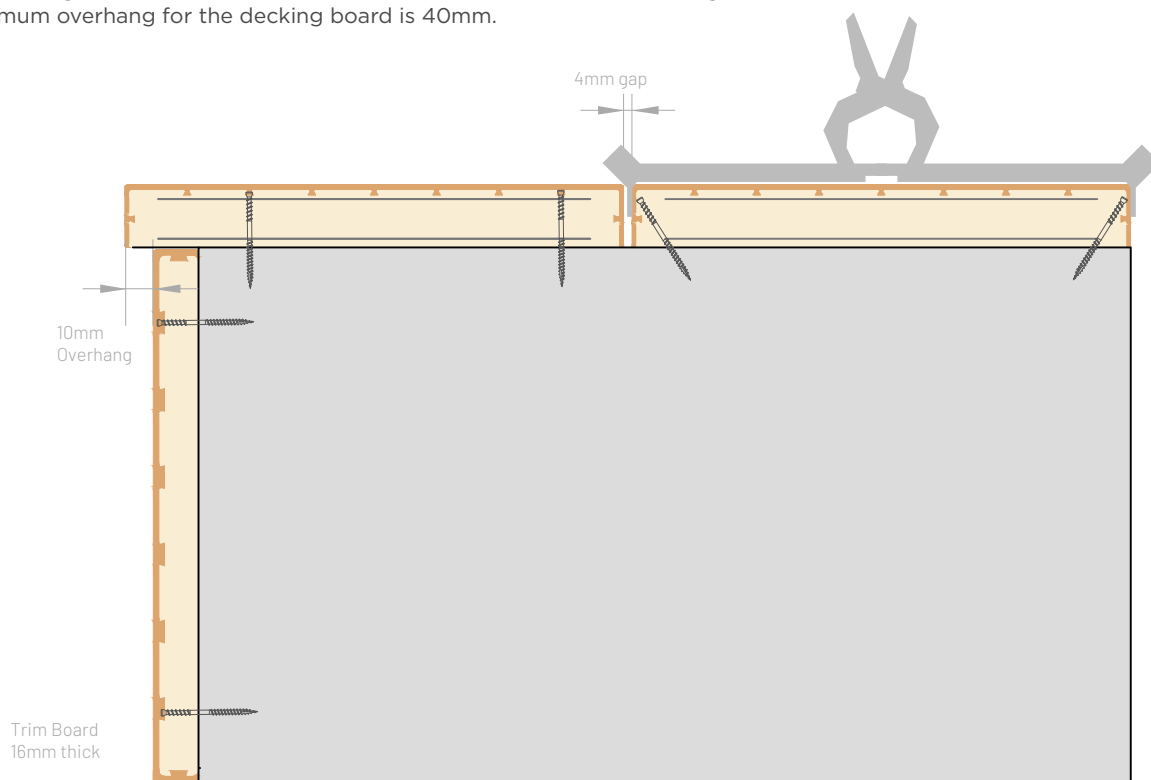 mum overhang for the decking board is 40mm.
4mm gap
10mm
Overhang
Trim Board
16mm thick